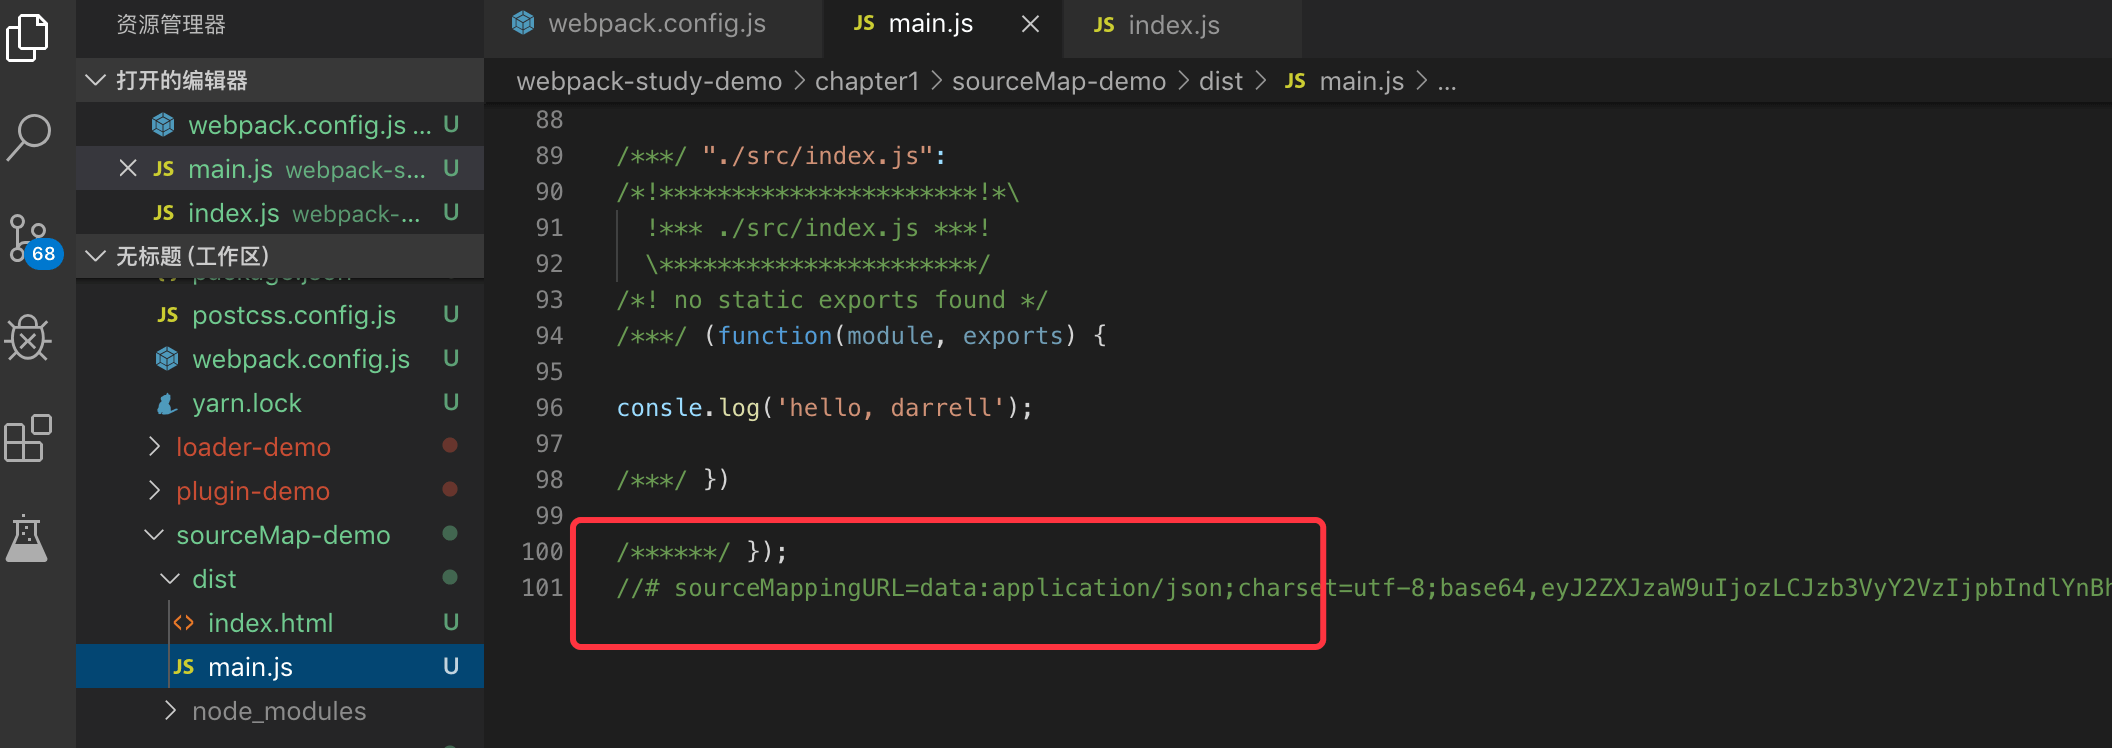 资源管理器
打开的编辑器
webpack.config.js ... U
JS main.js webpack-s... U
JS index.js webpack-... U
无标题 (工作区)
package.json
JS postcss.config.js U
webpack.config.js U
yarn.lock U
loader-demo
plugin-demo
sourceMap-demo
dist
<> index.html U
JS main.js U
node_modules
68
webpack.config.js
JS main.js
JS index.js
webpack-study-demo > chapter1 > sourceMap-demo > dist > JS main.js > ...
88
89 /***/ "./src/index.js":
90 /*!**********************!*\
91 !*** ./src/index.js ***!
92 \**********************/
93 /*! no static exports found */
94 /***/ (function(module, exports) {
95
96 consle.log('hello, darrell');
97
98 /***/ })
99
100 /******/ });
101 //# sourceMappingURL=data:application/json;charset=utf-8;base64,eyJ2ZXJzaW9uIjozLCJzb3VyY2VzIjpbIndlYnBh